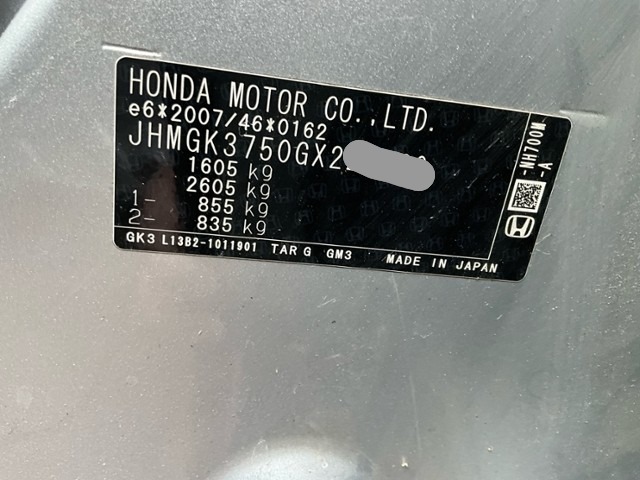 HONDA MOTOR CO.,LTD.
e6*2007/46*0162
JHMGK3750GX2
1605 kg
2605 kg
1- 855 kg
2- 835 kg
GK3 L13B2-1011901 TAR G GM3 MADE IN JAPAN
-NH700M
-A